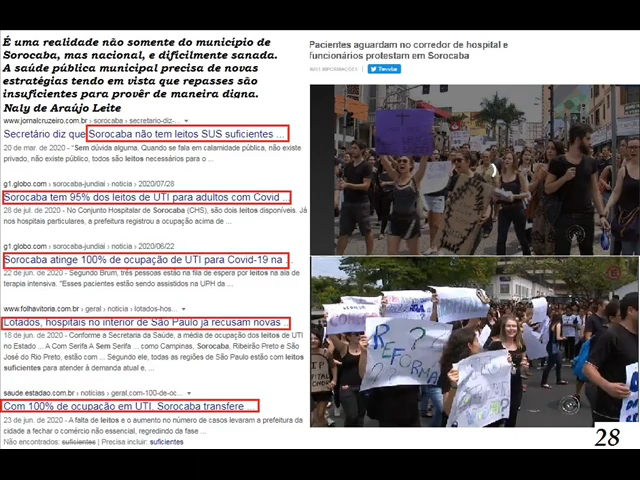 É uma realidade não somente do município de
Sorocaba, mas nacional, e dificilmente sanada.
A saúde pública municipal precisa de novas
estratégias tendo em vista que repasses são
insuficientes para provêr de maneira digna.
Naly de Araújo Leite
www.jornalcruzeiro.com.br › sorocaba › secretario-diz-...
Secretário diz que Sorocaba não tem leitos SUS suficientes ...
20 de mar. de 2020 - "Sem dúvida alguma. Quando se fala em calamidade pública, não existe
privado, não existe público, todos são leitos necessários para o ...
g1.globo.com › sorocaba-jundiai › noticia › 2020/07/28
Sorocaba tem 95% dos leitos de UTI para adultos com Covid ...
28 de jul. de 2020 - No Conjunto Hospitalar de Sorocaba (CHS), são dois leitos disponíveis. Já
nos hospitais particulares, a prefeitura registrou a ocupação acima de ...
g1.globo.com › sorocaba-jundiai › noticia › 2020/06/22
Sorocaba atinge 100% de ocupação de UTI para Covid-19 na ...
22 de jun. de 2020 - Segundo Brum, três pessoas estão na fila de espera por leitos na ala de
terapia intensiva. "Esses pacientes estão sendo assistidos na UPH da ...
www.folhavitoria.com.br › geral › noticia › lotados-hos...
Lotados, hospitais no interior de São Paulo já recusam novas ...
18 de jun. de 2020 - Conforme a Secretaria da Saúde, a média de ocupação dos leitos de UTI
no Estado ... A Com Serifa A Sem Serifa ... como Campinas, Sorocaba, Ribeirão Preto e São
José do Rio Preto, estão com ... Segundo ele, todas as regiões de São Paulo estão com leitos
suficientes para atender à demanda atual e, ...
saude.estadao.com.br › noticias › geral,com-100-de-oc...
Com 100% de ocupação em UTI, Sorocaba transfere ...
23 de jun. de 2020 - A falta de leitos e o aumento no número de casos levaram a prefeitura da
cidade a fechar o comércio não essencial, regredindo da fase ...
Não encontrados: suficientes | Precisa incluir: suficientes
Pacientes aguardam no corredor de hospital e
funcionários protestam em Sorocaba
MAIS INFORMAÇÕES
Tweetar
REFORMA
?
28